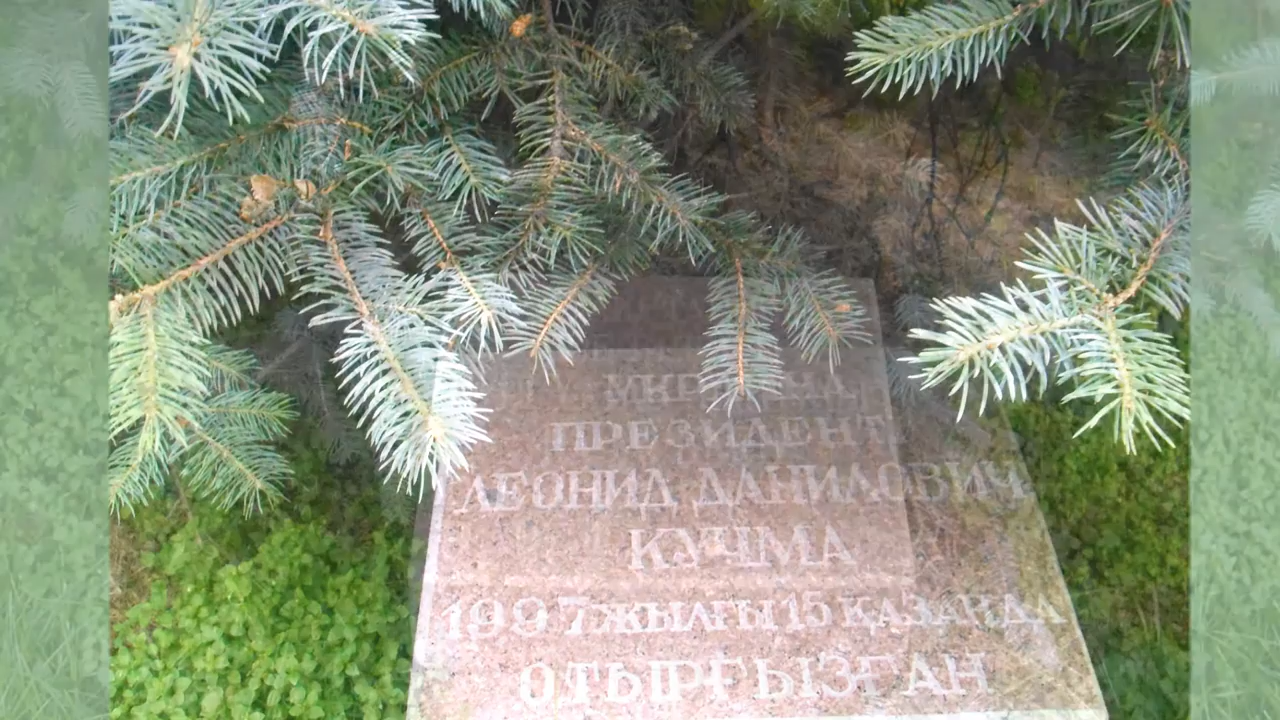 ПРЕЗИДЕНТ
ЛЕОНИД ДАНИЛОВИЧ
КУЧМА
1997 ЖЫЛҒЫ 15 ҚАЗАНДА
ОТЫРҒЫЗҒАН